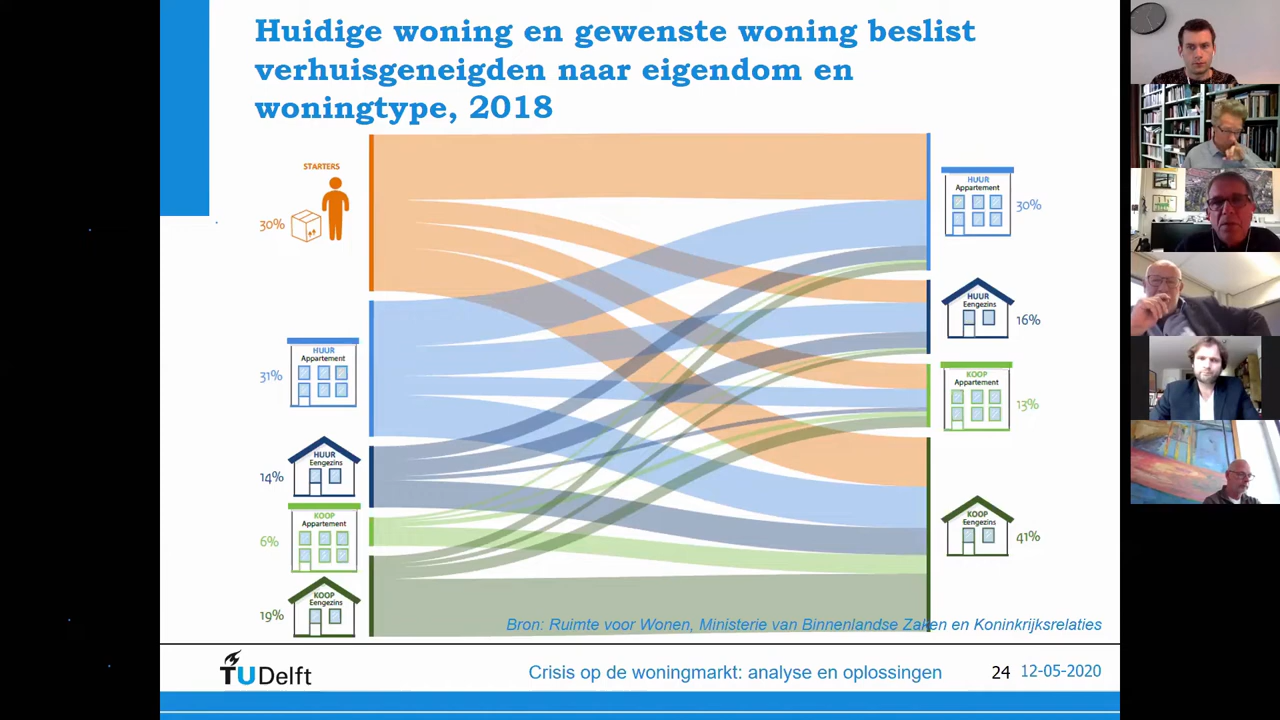 Huidige woning en gewenste woning beslist
verhuisgeneigden naar eigendom en
woningtype, 2018
STARTERS
30%
HUUR
Appartement
31%
HUUR
Eengezins
14%
KOOP
Appartement
6%
KOOP
Eengezins
19%
HUUR
Appartement
30%
HUUR
Eengezins
16%
KOOP
Appartement
13%
KOOP
Eengezins
41%
Bron: Ruimte voor Wonen, Ministerie van Binnenlandse Zaken en Koninkrijksrelaties
TU Delft
Crisis op de woningmarkt: analyse en oplossingen
24
12-05-2020